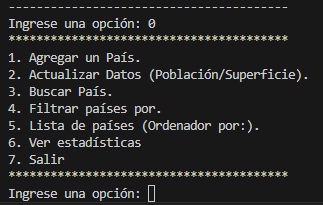 ----------------------------------------
Ingrese una opción: 0
****************************************
1. Agregar un País.
2. Actualizar Datos (Población/Superficie).
3. Buscar País.
4. Filtrar países por.
5. Lista de países (Ordenador por:).
6. Ver estadísticas
7. Salir
****************************************
Ingrese una opción: